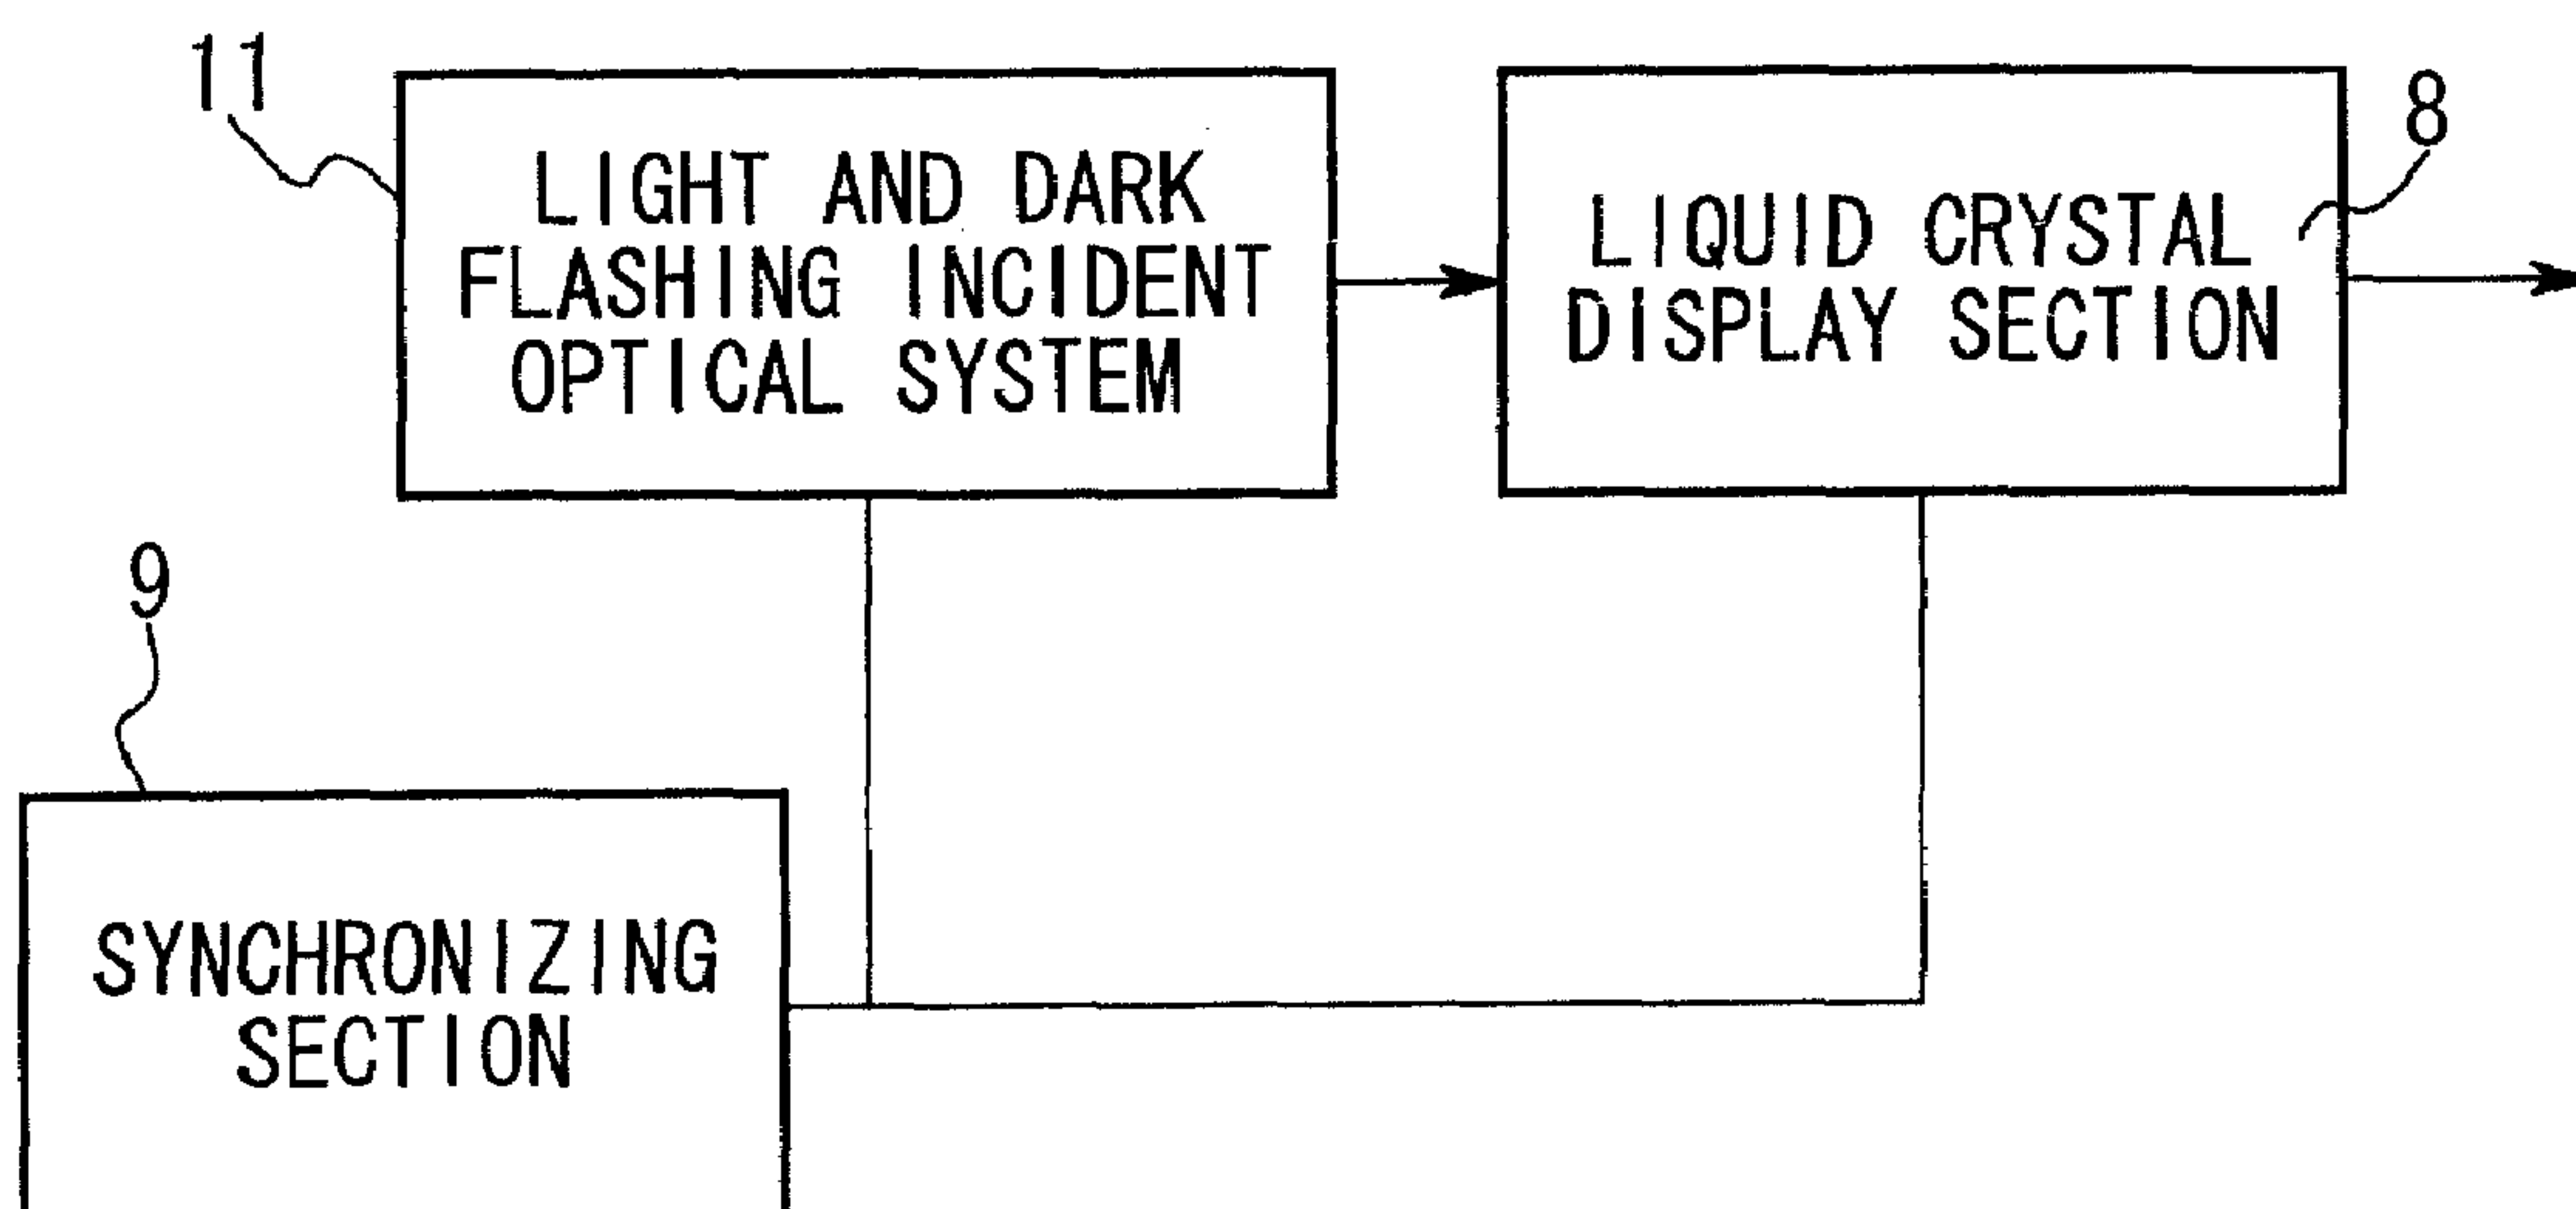 11
LIGHT AND DARK
FLASHING INCIDENT
OPTICAL SYSTEM
8
LIQUID CRYSTAL
DISPLAY SECTION
9
SYNCHRONIZING
SECTION